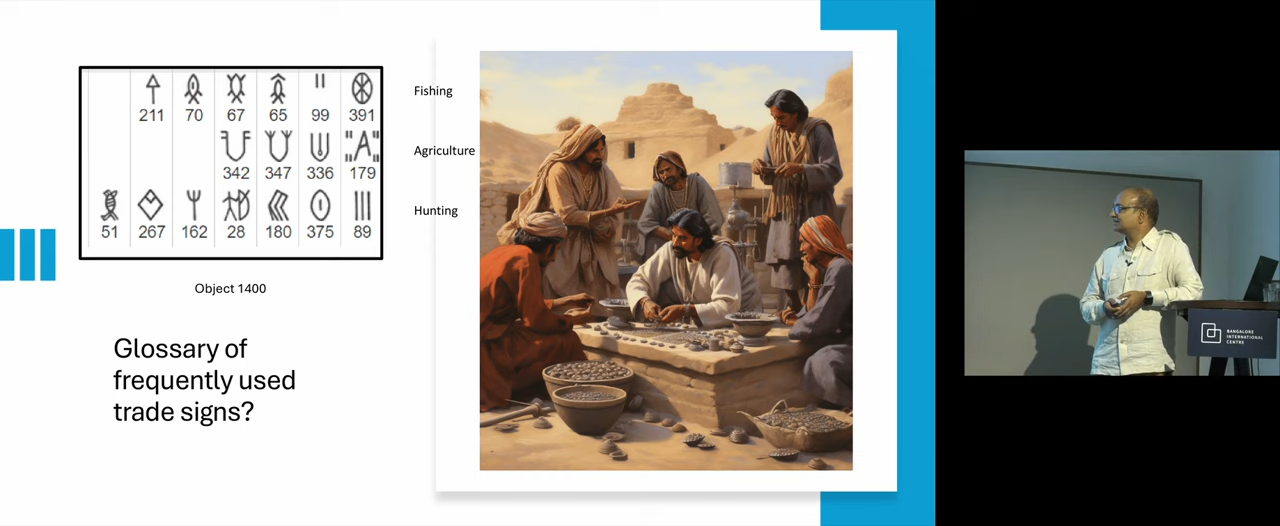 211 70 67 65 99 391
342 347 336 179
51 267 162 28 180 375 89
Fishing
Agriculture
Hunting
Object 1400
Glossary of
frequently used
trade signs?
BANGALORE
INTERNATIONAL
CENTRE